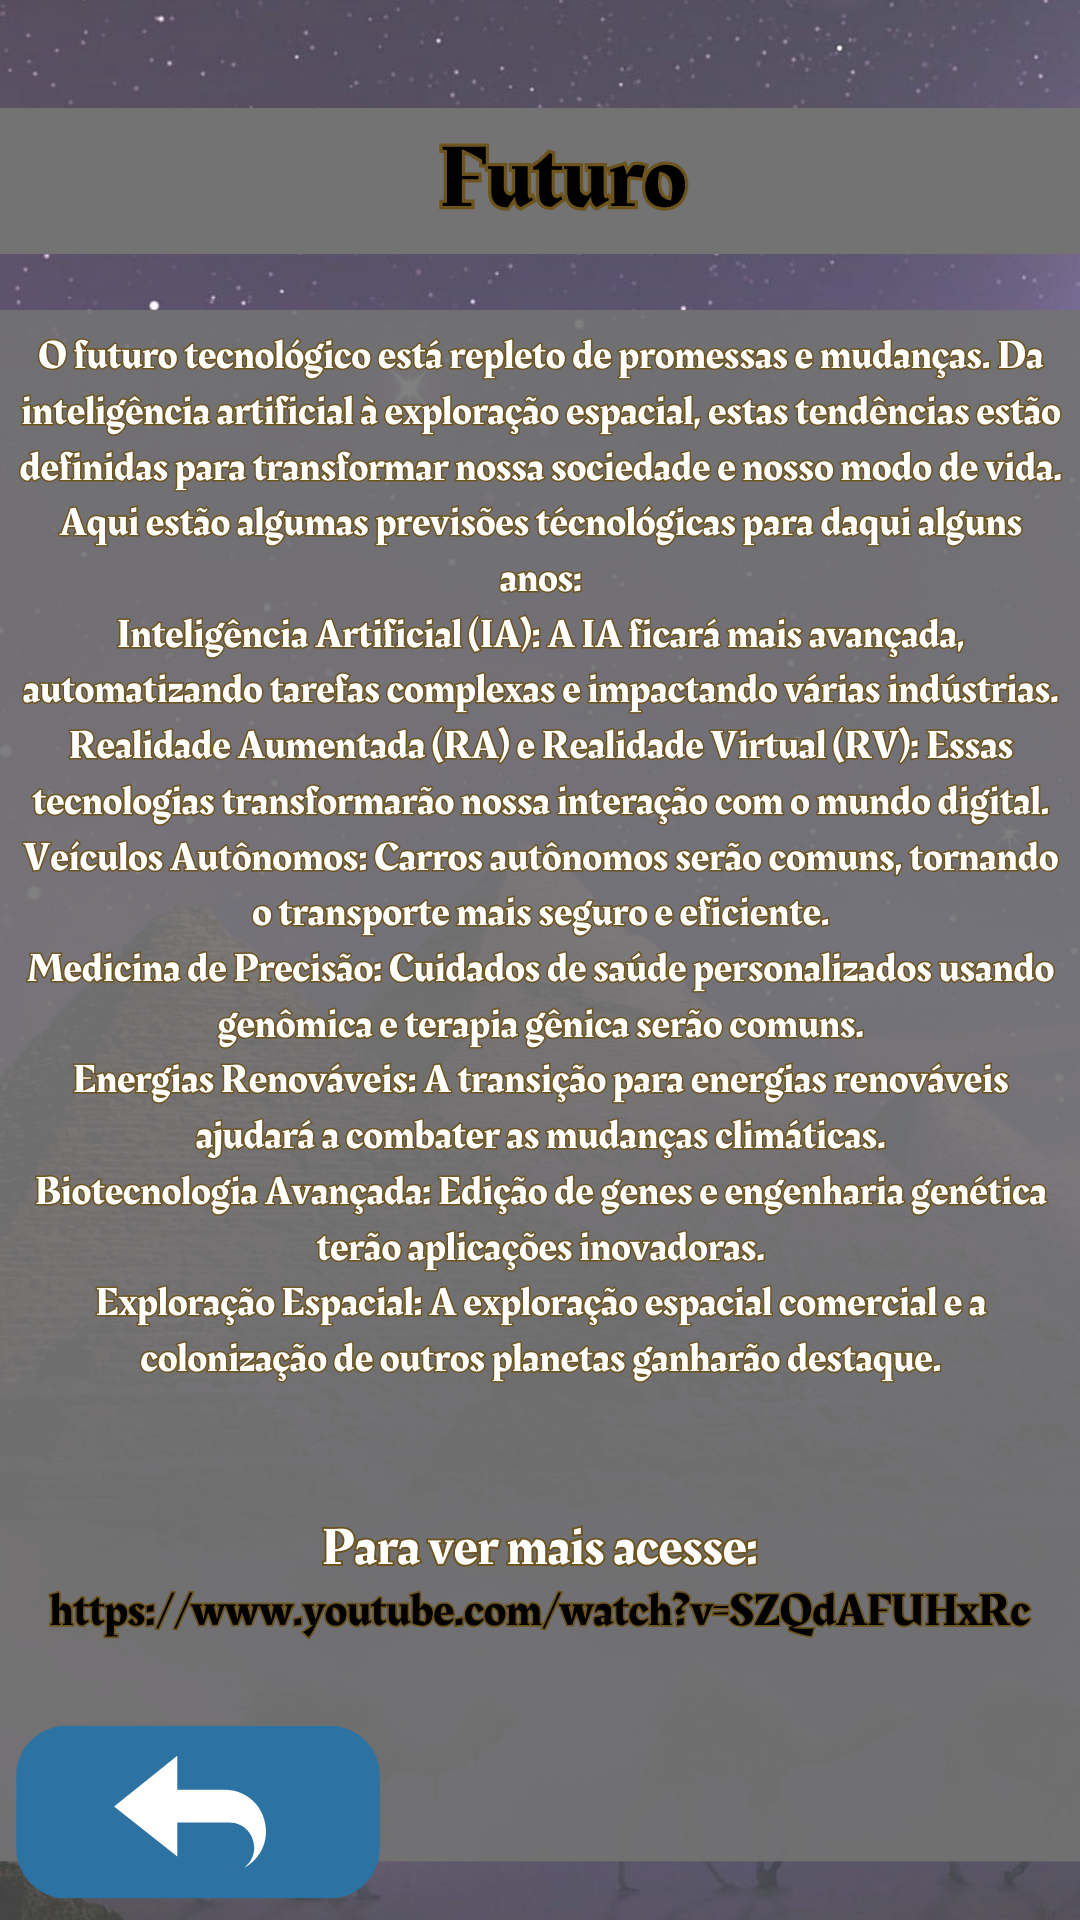 Futuro
O futuro tecnológico está repleto de promessas e mudanças. Da
inteligência artificial à exploração espacial, estas tendências estão
definidas para transformar nossa sociedade e nosso modo de vida.
Aqui estão algumas previsões técnológicas para daqui alguns
anos:
Inteligência Artificial (IA): A IA ficará mais avançada,
automatizando tarefas complexas e impactando várias indústrias.
Realidade Aumentada (RA) e Realidade Virtual (RV): Essas
tecnologias transformarão nossa interação com o mundo digital.
Veículos Autônomos: Carros autônomos serão comuns, tornando
o transporte mais seguro e eficiente.
Medicina de Precisão: Cuidados de saúde personalizados usando
genômica e terapia gênica serão comuns.
Energias Renováveis: A transição para energias renováveis
ajudará a combater as mudanças climáticas.
Biotecnologia Avançada: Edição de genes e engenharia genética
terão aplicações inovadoras.
Exploração Espacial: A exploração espacial comercial e a
colonização de outros planetas ganharão destaque.
Para ver mais acesse:
https://www.youtube.com/watch?v=SZQdAFUHxRc